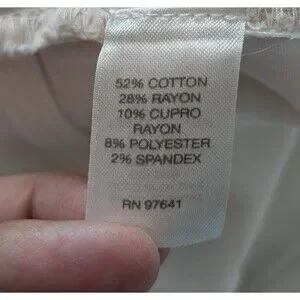 52% COTTON
28% RAYON
10% CUPRO
RAYON
8% POLYESTER
2% SPANDEX
RN 97641